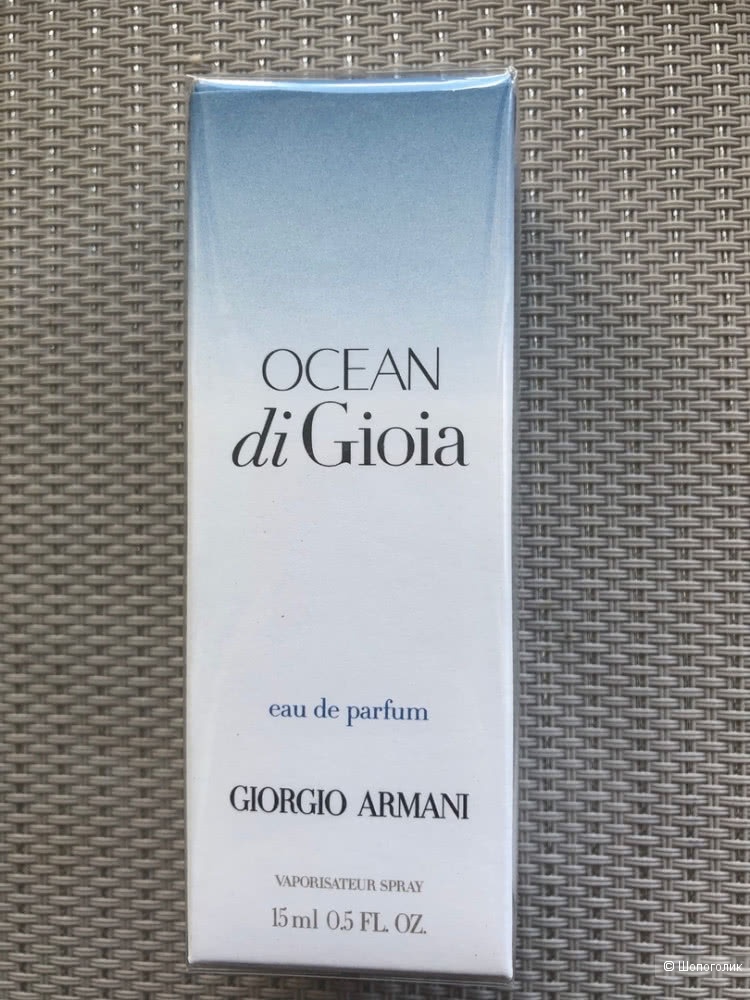 OCEAN
di Gioia
eau de parfum
GIORGIO ARMANI
VAPORISATEUR SPRAY
15 ml 0.5 FL. OZ.
© Шопоголик